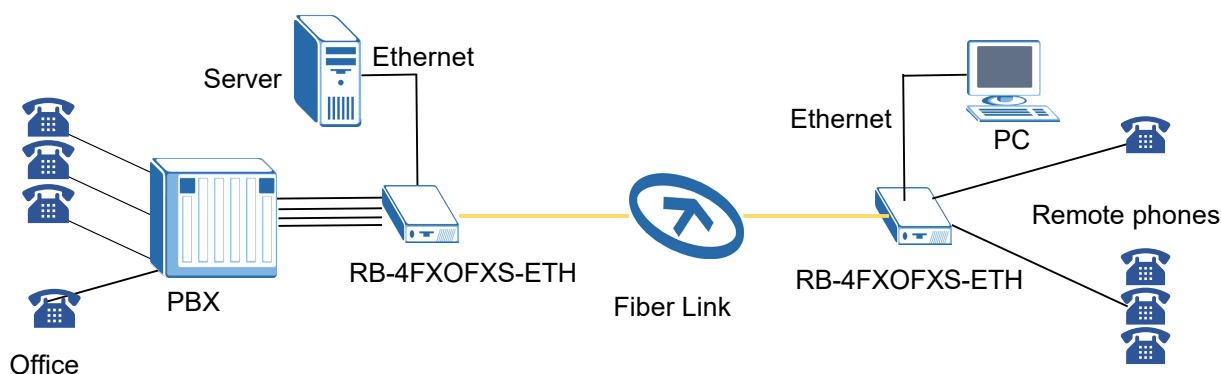 Ethernet
Server
Ethernet
PC
Remote phones
PBX
RB-4FXOFXS-ETH
Fiber Link
RB-4FXOFXS-ETH
Office